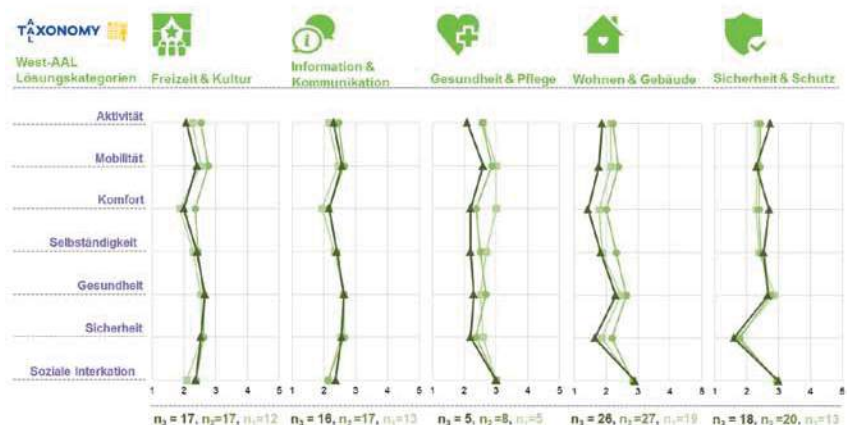 TAXONOMY
AAL
West-AAL
Lösungskategorien
Freizeit & Kultur
Information &
Kommunikation
Gesundheit & Pflege
Wohnen & Gebäude
Sicherheit & Schutz
Aktivität
Mobilität
Komfort
Selbständigkeit
Gesundheit
Sicherheit
Soziale Interkation
1 2 3 4 5 1 2 3 4 5 1 2 3 4 5 1 2 3 4 5 1 2 3 4 5
n₃ = 17, n₂=17, n₁=12 n₃ = 16, n₂=17, n₁=13 n₃ = 5, n₂=8, n₁=5 n₃ = 26, n₂=27, n₁=19 n₃ = 18, n₂=20, n₁=13